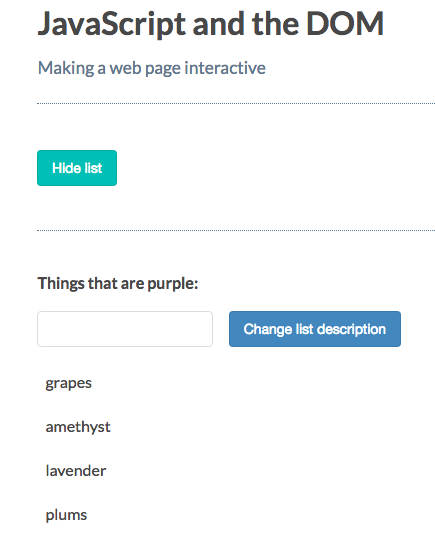 JavaScript and the DOM
Making a web page interactive
Hide list
Things that are purple:
Change list description
grapes
amethyst
lavender
plums